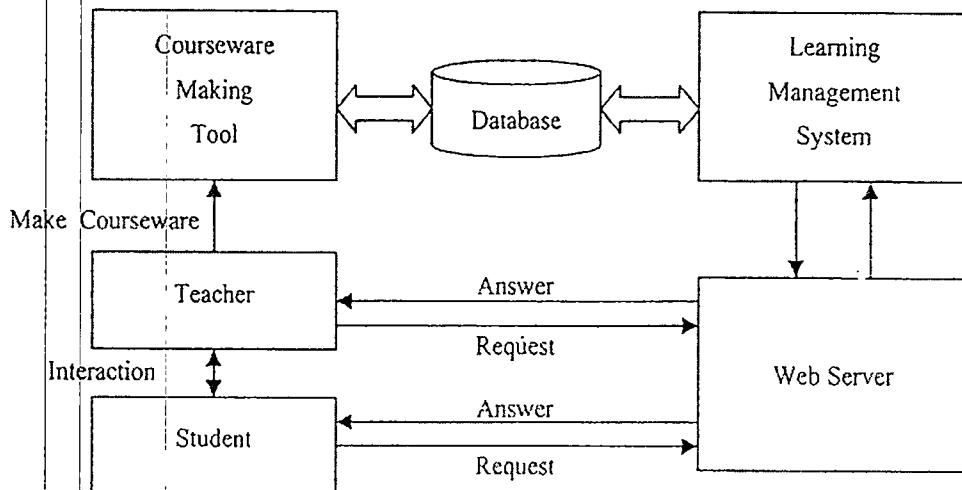 Courseware
Making
Tool
Database
Learning
Management
System
Make Courseware
Teacher
Answer
Request
Interaction
Web Server
Student
Answer
Request